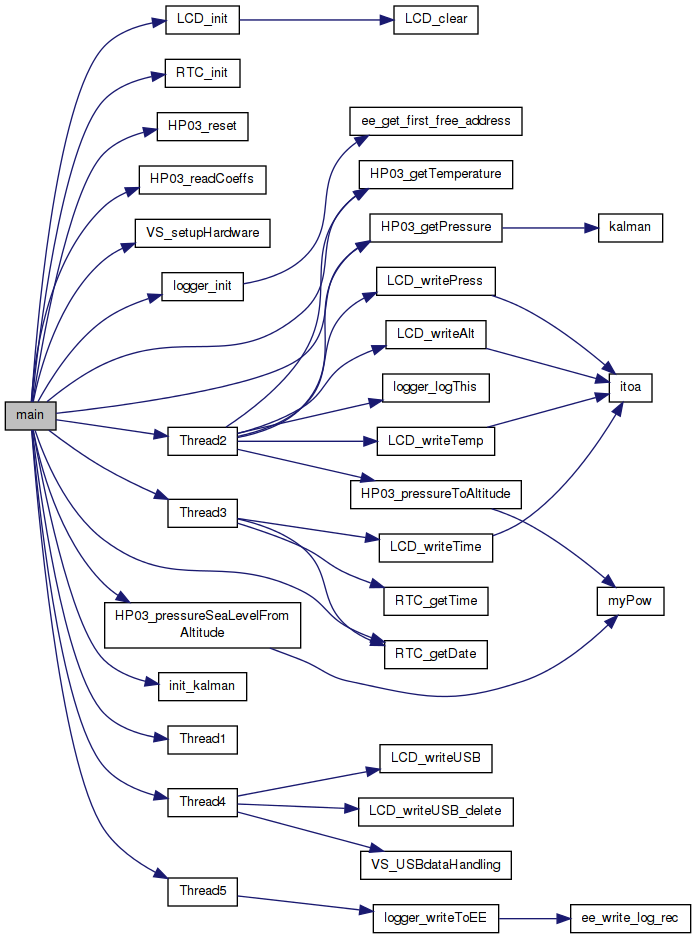 LCD_init
LCD_clear
RTC_init
ee_get_first_free_address
HP03_reset
HP03_getTemperature
HP03_readCoeffs
HP03_getPressure
kalman
VS_setupHardware
LCD_writePress
logger_init
LCD_writeAlt
itoa
logger_logThis
main
Thread2
LCD_writeTemp
HP03_pressureToAltitude
Thread3
LCD_writeTime
RTC_getTime
myPow
HP03_pressureSeaLevelFrom
Altitude
RTC_getDate
init_kalman
Thread1
LCD_writeUSB
Thread4
LCD_writeUSB_delete
VS_USBdataHandling
Thread5
logger_writeToEE
ee_write_log_rec